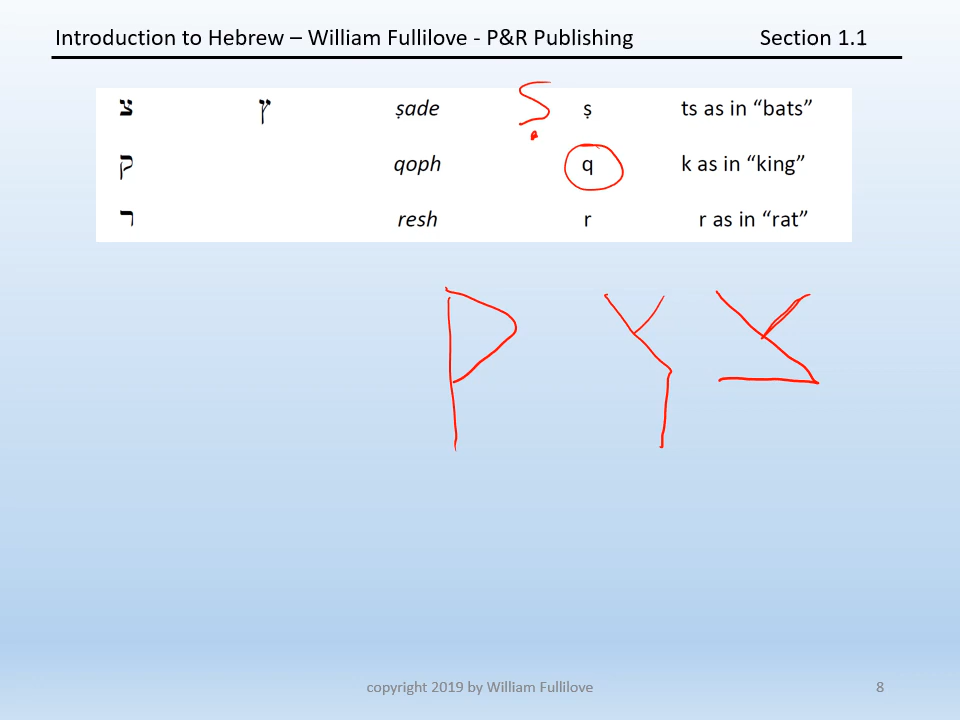 Introduction to Hebrew – William Fullilove - P&R Publishing Section 1.1
צ ץ ṣade Ṣ ṣ ts as in “bats”
ק qoph q k as in “king”
ר resh r r as in “rat”
ק ץ צ
copyright 2019 by William Fullilove 8